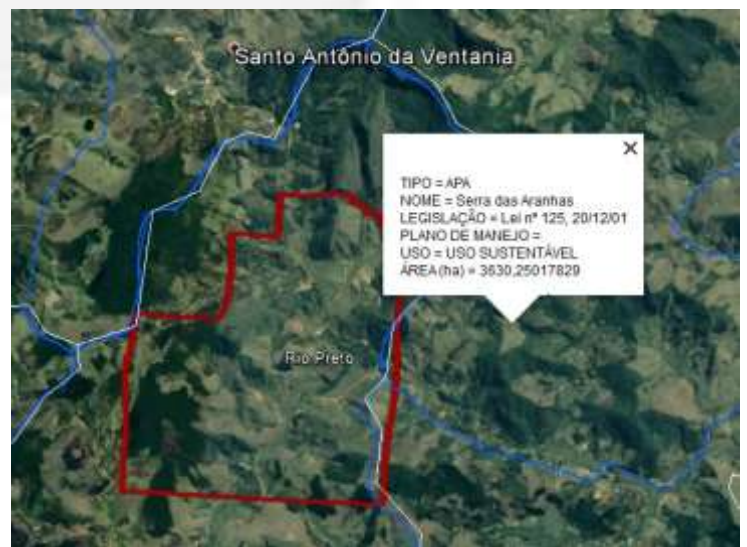 Santo Antônio da Ventania
TIPO = APA
NOME = Serra das Aranhas
LEGISLAÇÃO = Lei nº 125, 20/12/01
PLANO DE MANEJO =
USO = USO SUSTENTÁVEL
ÁREA (ha) = 3630,25017829
Rio Preto